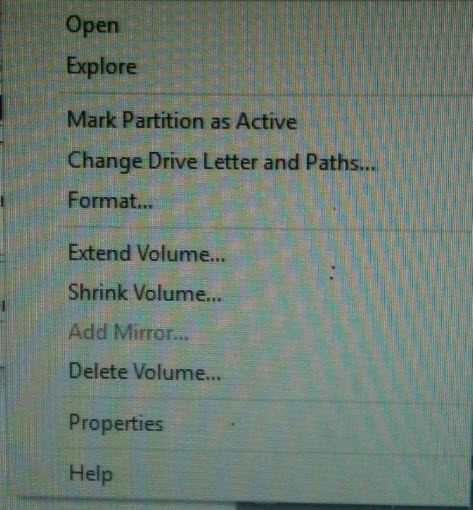 Open
Explore
Mark Partition as Active
Change Drive Letter and Paths...
Format...
Extend Volume...
Shrink Volume...
Add Mirror...
Delete Volume...
Properties
Help